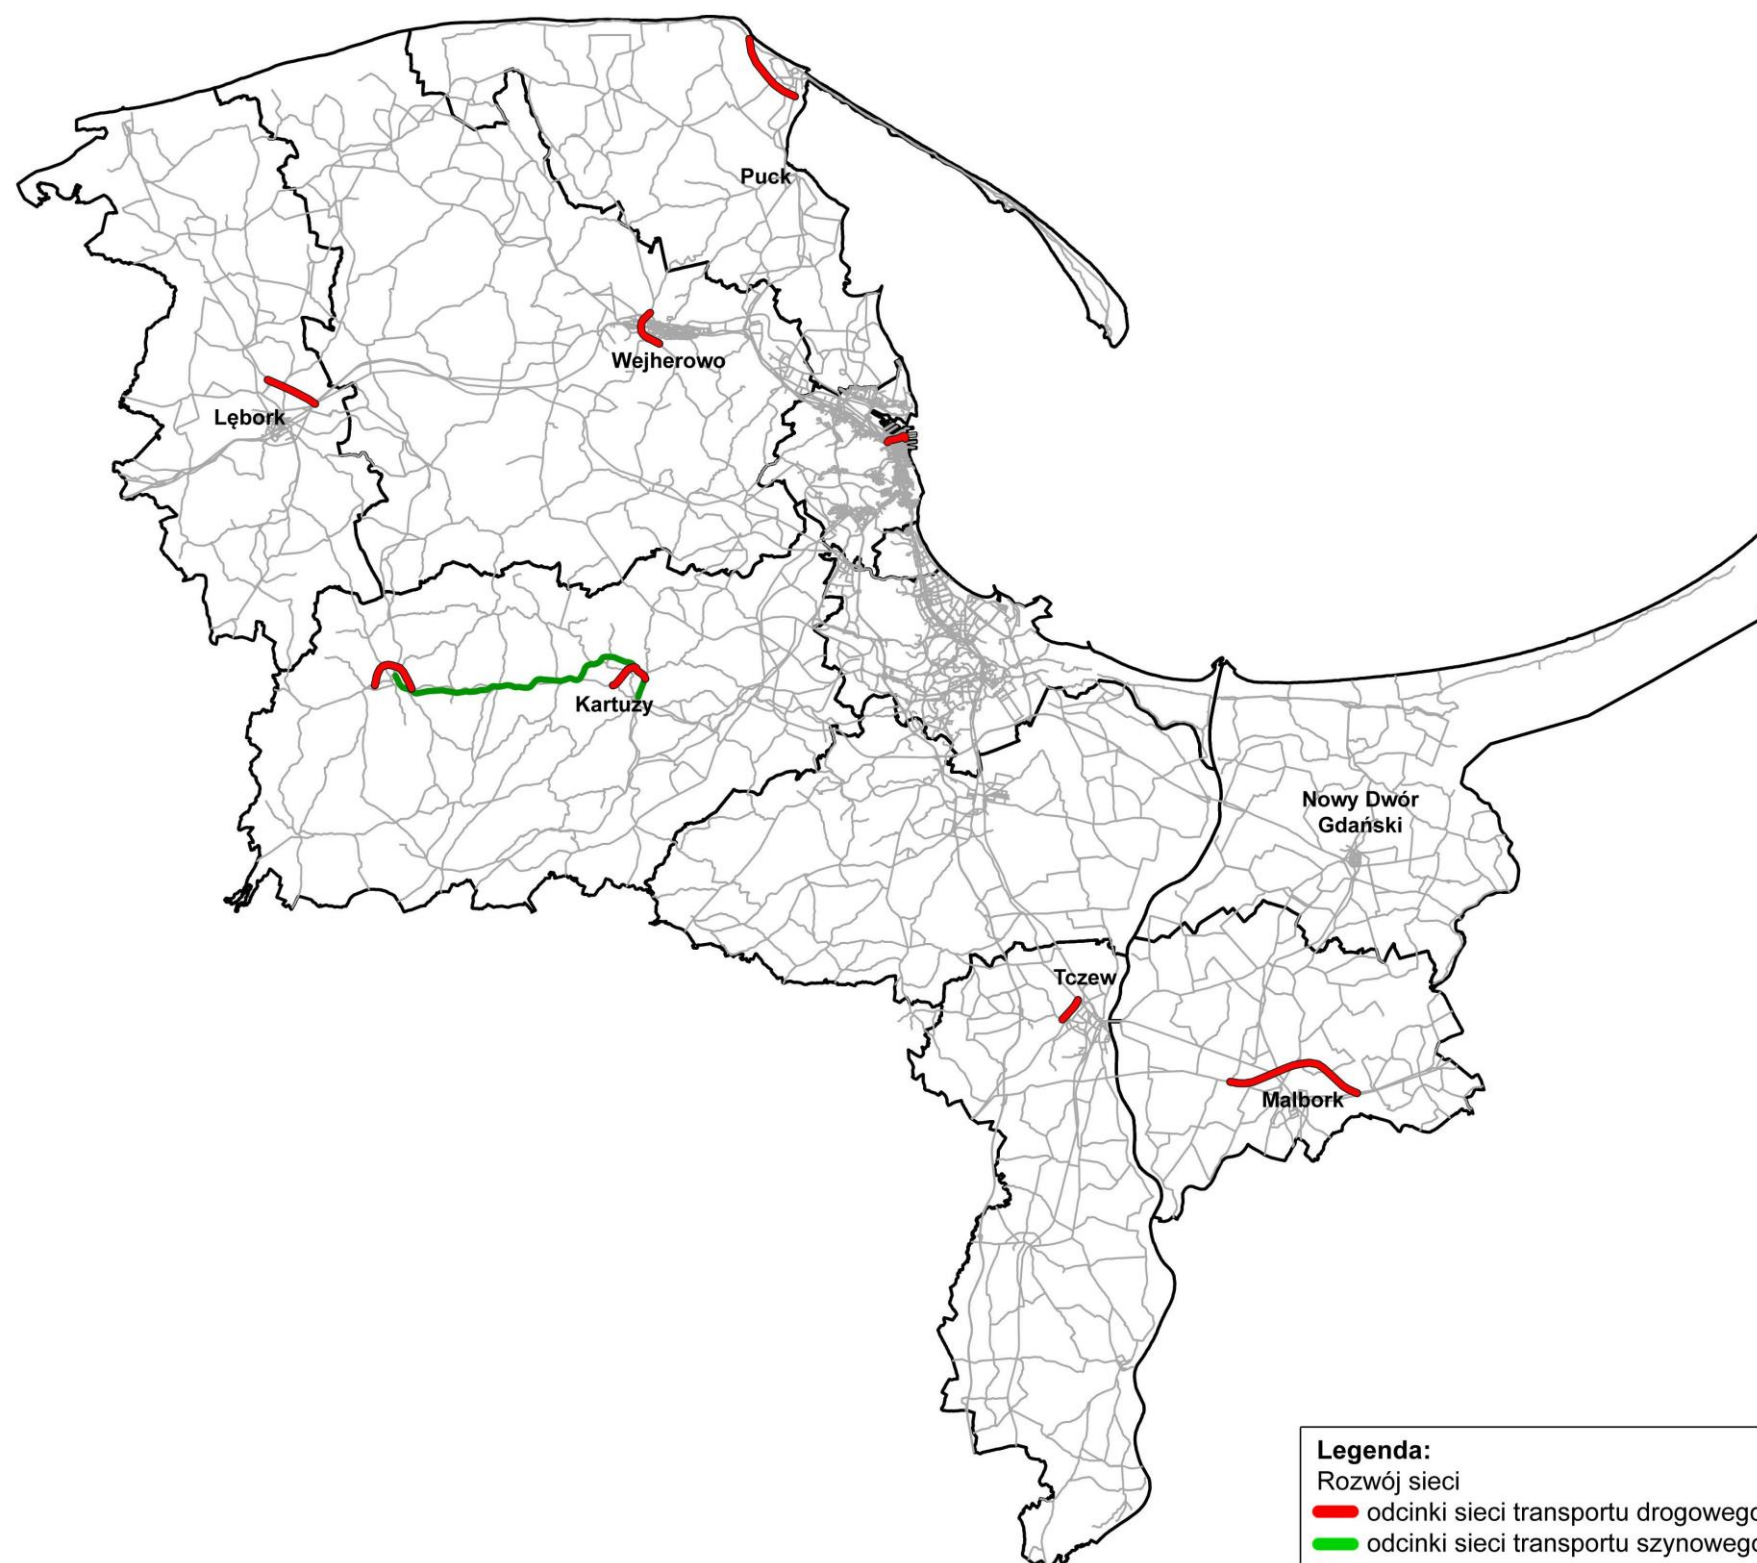 Puck
Wejherowo
Lębork
Kartuzy
Nowy Dwór
Gdański
Tczew
Malbork
Legenda:
Rozwój sieci
odcinki sieci transportu drogowego
odcinki sieci transportu szynowego